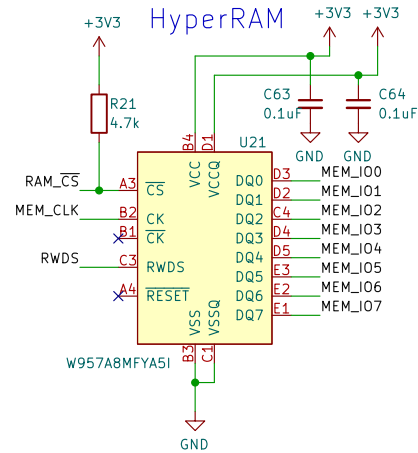 HyperRAM
+3V3
+3V3
+3V3
R21
4.7k
C63
0.1uF
C64
0.1uF
GND
GND
U21
B4
D1
VCC
VCCQ
RAM_CS
A3
CS
MEM_CLK
B2
CK
B1
CK
RWDS
C3
RWDS
A4
RESET
DQ0
D3
MEM_IO0
DQ1
D2
MEM_IO1
DQ2
C4
MEM_IO2
DQ3
D4
MEM_IO3
DQ4
D5
MEM_IO4
DQ5
E3
MEM_IO5
DQ6
E2
MEM_IO6
DQ7
E1
MEM_IO7
VSS
VSSQ
B3
C1
W957A8MFYA5I
GND